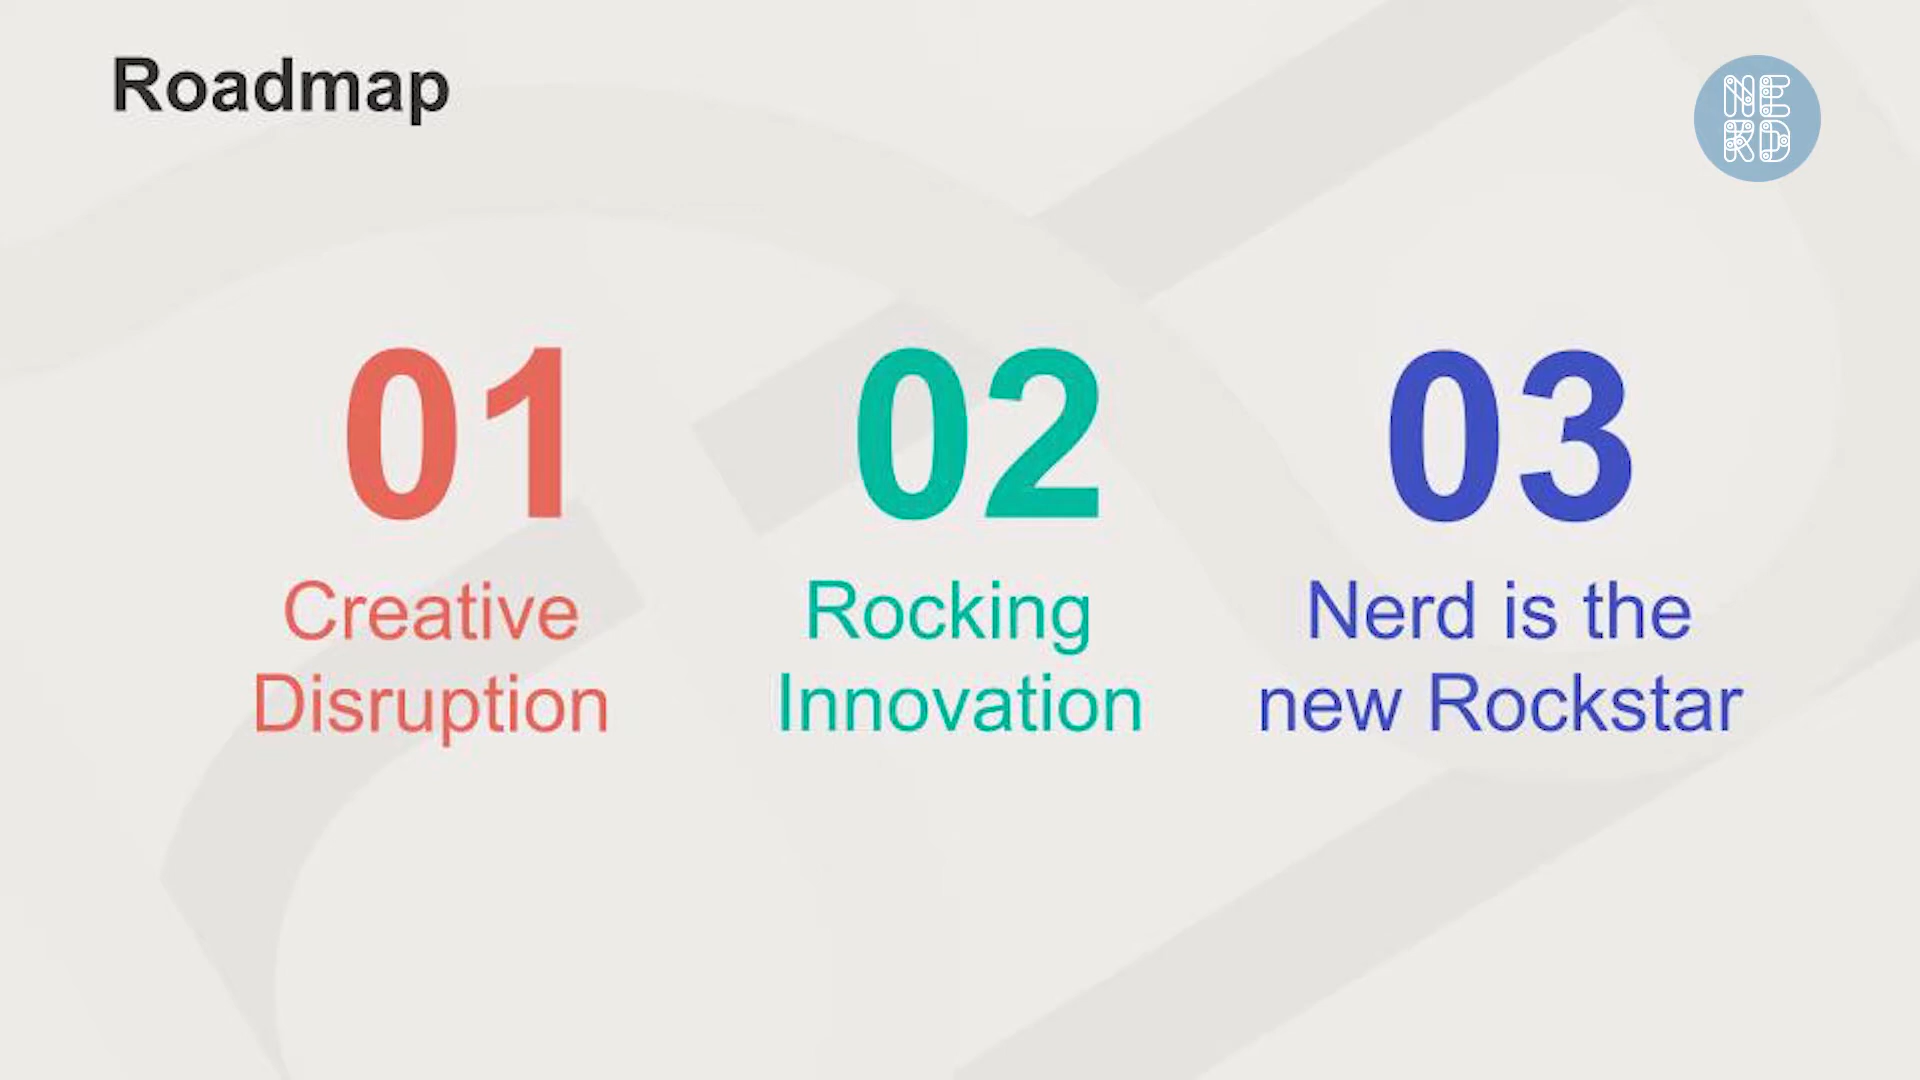 Roadmap
NE
RD
01
Creative
Disruption
02
Rocking
Innovation
03
Nerd is the
new Rockstar